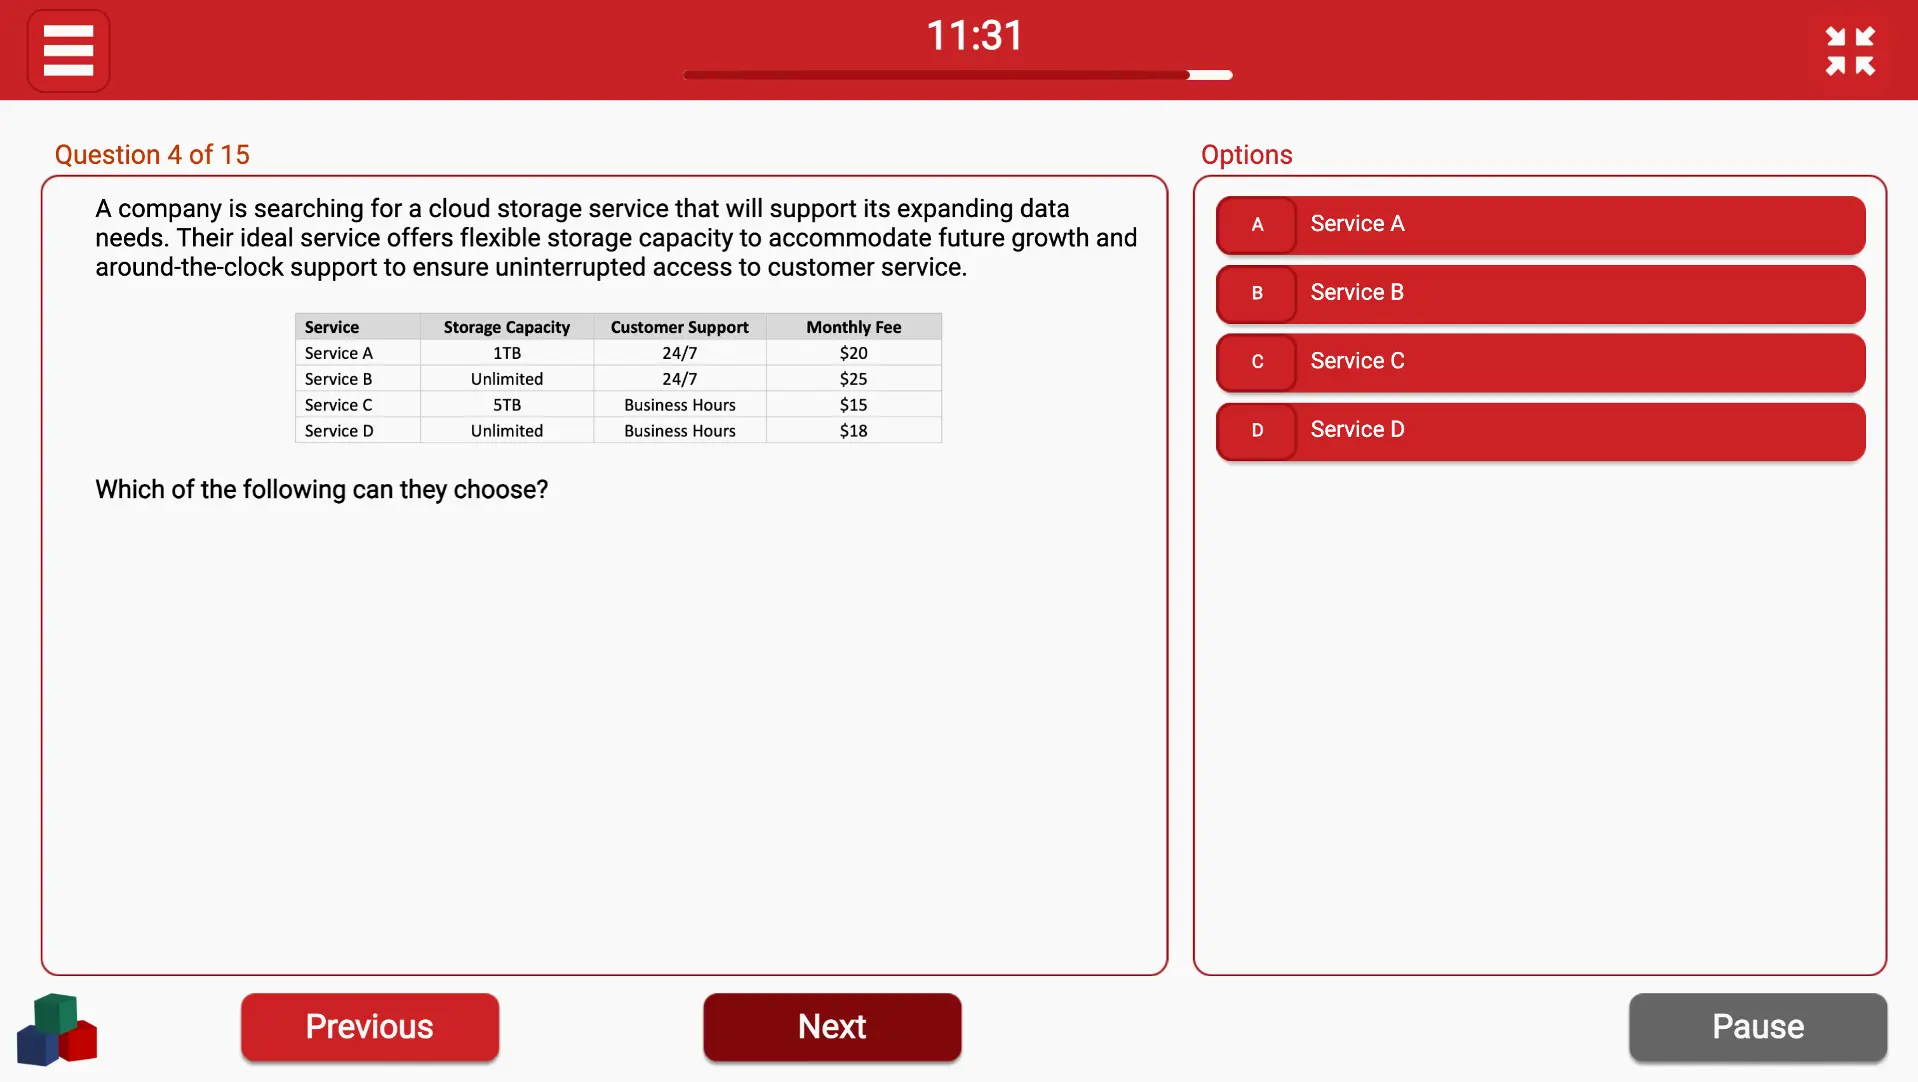 11:31
Question 4 of 15
A company is searching for a cloud storage service that will support its expanding data
needs. Their ideal service offers flexible storage capacity to accommodate future growth and
around-the-clock support to ensure uninterrupted access to customer service.
Service Storage Capacity Customer Support Monthly Fee
Service A 1TB 24/7 $20
Service B Unlimited 24/7 $25
Service C 5TB Business Hours $15
Service D Unlimited Business Hours $18
Which of the following can they choose?
Options
A Service A
B Service B
C Service C
D Service D
Previous
Next
Pause